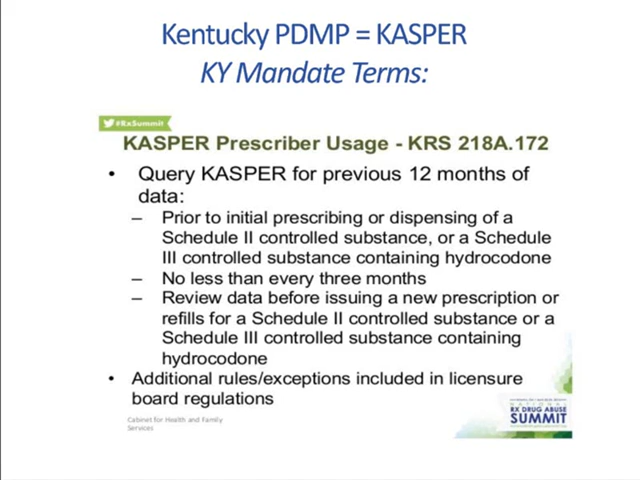 Kentucky PDMP = KASPER
KY Mandate Terms:
#RxSummit
KASPER Prescriber Usage - KRS 218A.172
• Query KASPER for previous 12 months of
data:
– Prior to initial prescribing or dispensing of a
Schedule II controlled substance, or a Schedule
III controlled substance containing hydrocodone
– No less than every three months
– Review data before issuing a new prescription or
refills for a Schedule II controlled substance or a
Schedule III controlled substance containing
hydrocodone
• Additional rules/exceptions included in licensure
board regulations
Cabinet for Health and Family
Services
NATIONAL
RX DRUG ABUSE
SUMMIT